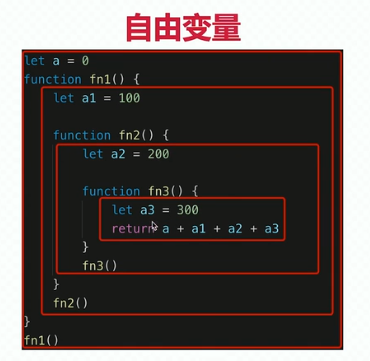 自由变量
let a = 0
function fn1() {
    let a1 = 100
    function fn2() {
        let a2 = 200
        function fn3() {
            let a3 = 300
            return a + a1 + a2 + a3
        }
        fn3()
    }
    fn2()
}
fn1()